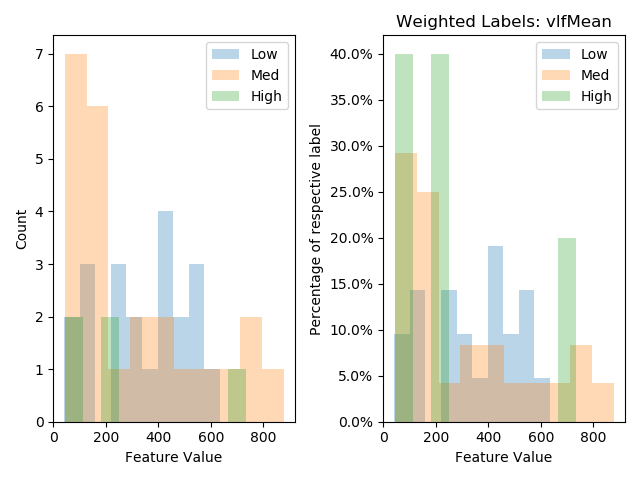 Weighted Labels: vlfMean
Low
Med
High
7
6
5
4
3
2
1
0
Count
0
200
400
600
800
Feature Value
Low
Med
High
40.0%
35.0%
30.0%
25.0%
20.0%
15.0%
10.0%
5.0%
0.0%
Percentage of respective label
0
200
400
600
800
Feature Value